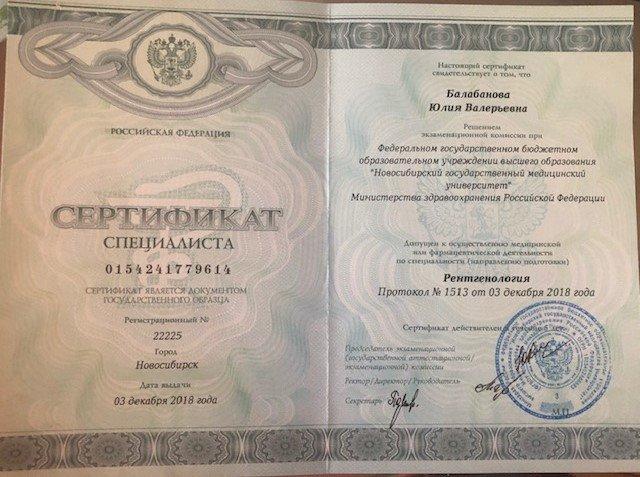 РОССИЙСКАЯ ФЕДЕРАЦИЯ
СЕРТИФИКАТ
СПЕЦИАЛИСТА
0154241779614
СЕРТИФИКАТ ЯВЛЯЕТСЯ ДОКУМЕНТОМ
ГОСУДАРСТВЕННОГО ОБРАЗЦА
Регистрационный №
22225
Город
Новосибирск
Дата выдачи
03 декабря 2018 года
Настоящий сертификат
свидетельствует о том, что
Балабанова
Юлия Валерьевна
Решением
экзаменационной комиссии при
Федеральном государственном бюджетном
образовательном учреждении высшего образования
"Новосибирский государственный медицинский
университет"
Министерства здравоохранения Российской Федерации
Допущен к осуществлению медицинской
или фармацевтической деятельности
по специальности (направлению подготовки)
Рентгенология
Протокол № 1513 от 03 декабря 2018 года
Сертификат действителен в течение 5 лет
Председатель экзаменационной
(государственной аттестационной/
экзаменационной) комиссии
Ректор/Директор/Руководитель
Секретарь
М.П.